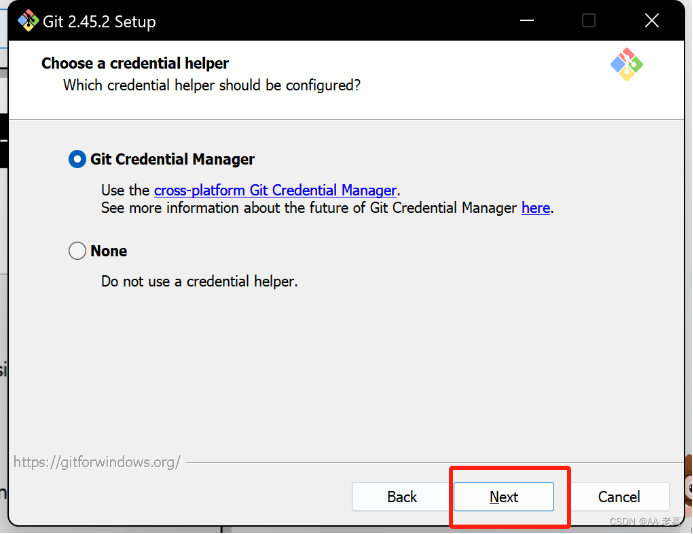 Git 2.45.2 Setup
Choose a credential helper
Which credential helper should be configured?
Git Credential Manager
Use the cross-platform Git Credential Manager.
See more information about the future of Git Credential Manager here.
None
Do not use a credential helper.
si
https://gitforwindows.org/
Back Next Cancel
CSDN @AA-老高